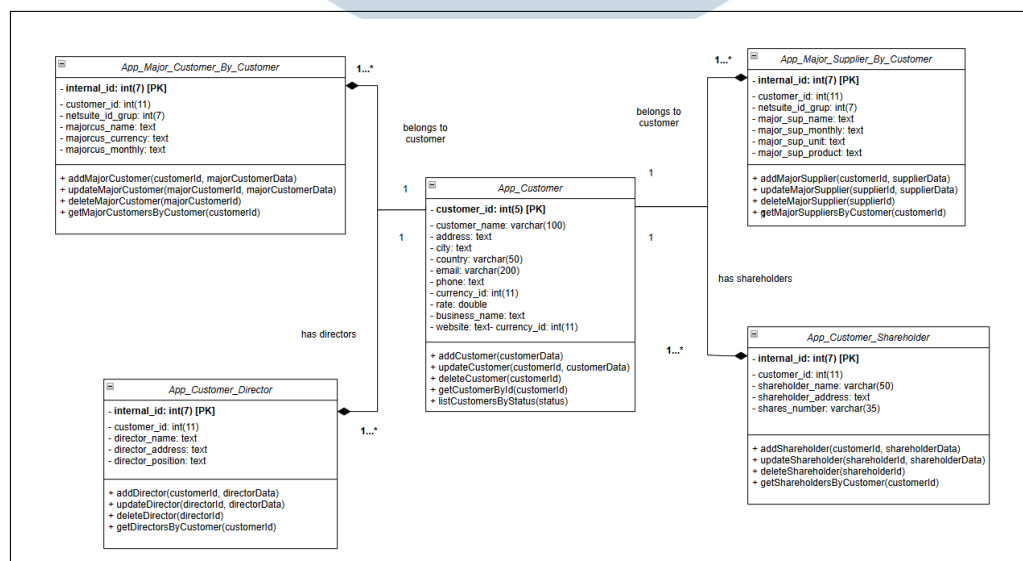 App_Major_Customer_By_Customer
- internal_id: int(7) [PK]
- customer_id: int(11)
- netsuite_id_grup: int(7)
- majorcus_name: text
- majorcus_currency: text
- majorcus_monthly: text
+ addMajorCustomer(customerId, majorCustomerData)
+ updateMajorCustomer(majorCustomerId, majorCustomerData)
+ deleteMajorCustomer(majorCustomerId)
+ getMajorCustomersByCustomer(customerId)
1...*
belongs to
customer
1
1
has directors
App_Customer_Director
- internal_id: int(7) [PK]
- customer_id: int(11)
- director_name: text
- director_address: text
- director_position: text
+ addDirector(customerId, directorData)
+ updateDirector(directorId, directorData)
+ deleteDirector(directorId)
+ getDirectorsByCustomer(customerId)
1...*
App_Customer
- customer_id: int(5) [PK]
- customer_name: varchar(100)
- address: text
- city: text
- country: varchar(50)
- email: varchar(200)
- phone: text
- currency_id: int(11)
- rate: double
- business_name: text
- website: text- currency_id: int(11)
+ addCustomer(customerData)
+ updateCustomer(customerId, customerData)
+ deleteCustomer(customerId)
+ getCustomerById(customerId)
+ listCustomersByStatus(status)
1...*
belongs to
customer
1
1
has shareholders
1...*
App_Major_Supplier_By_Customer
- internal_id: int(7) [PK]
- customer_id: int(11)
- netsuite_id_grup: int(7)
- major_sup_name: text
- major_sup_monthly: text
- major_sup_unit: text
- major_sup_product: text
+ addMajorSupplier(customerId, supplierData)
+ updateMajorSupplier(supplierId, supplierData)
+ deleteMajorSupplier(supplierId)
+ getMajorSuppliersByCustomer(customerId)
App_Customer_Shareholder
- internal_id: int(7) [PK]
- customer_id: int(11)
- shareholder_name: varchar(50)
- shareholder_address: text
- shares_number: varchar(35)
+ addShareholder(customerId, shareholderData)
+ updateShareholder(shareholderId, shareholderData)
+ deleteShareholder(shareholderId)
+ getShareholdersByCustomer(customerId)